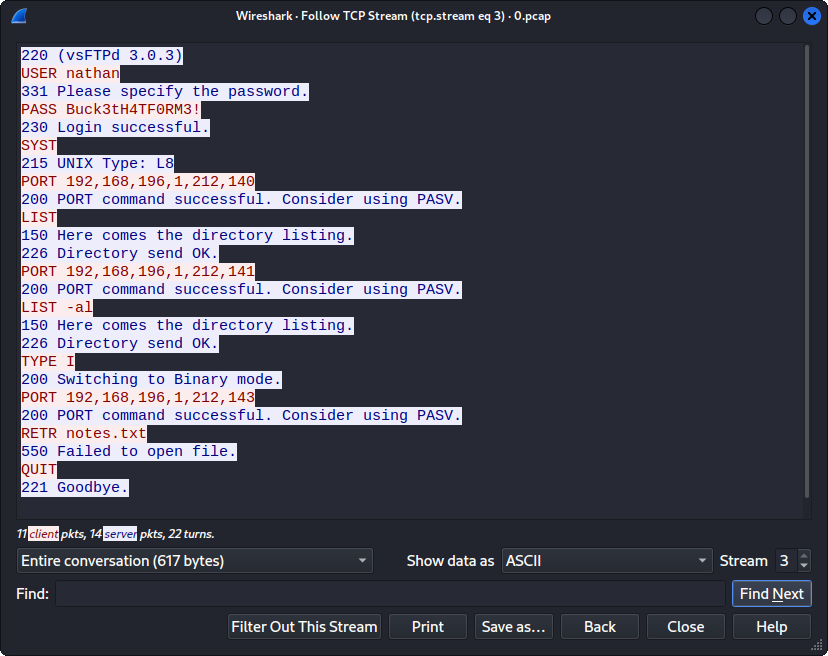 Wireshark · Follow TCP Stream (tcp.stream eq 3) · 0.pcap
220 (vsFTPd 3.0.3)
USER nathan
331 Please specify the password.
PASS Buck3tH4TF0RM3!
230 Login successful.
SYST
215 UNIX Type: L8
PORT 192,168,196,1,212,140
200 PORT command successful. Consider using PASV.
LIST
150 Here comes the directory listing.
226 Directory send OK.
PORT 192,168,196,1,212,141
200 PORT command successful. Consider using PASV.
LIST -al
150 Here comes the directory listing.
226 Directory send OK.
TYPE I
200 Switching to Binary mode.
PORT 192,168,196,1,212,143
200 PORT command successful. Consider using PASV.
RETR notes.txt
550 Failed to open file.
QUIT
221 Goodbye.
11 client pkts, 14 server pkts, 22 turns.
Entire conversation (617 bytes) Show data as ASCII Stream 3
Find: Find Next
Filter Out This Stream Print Save as… Back Close Help